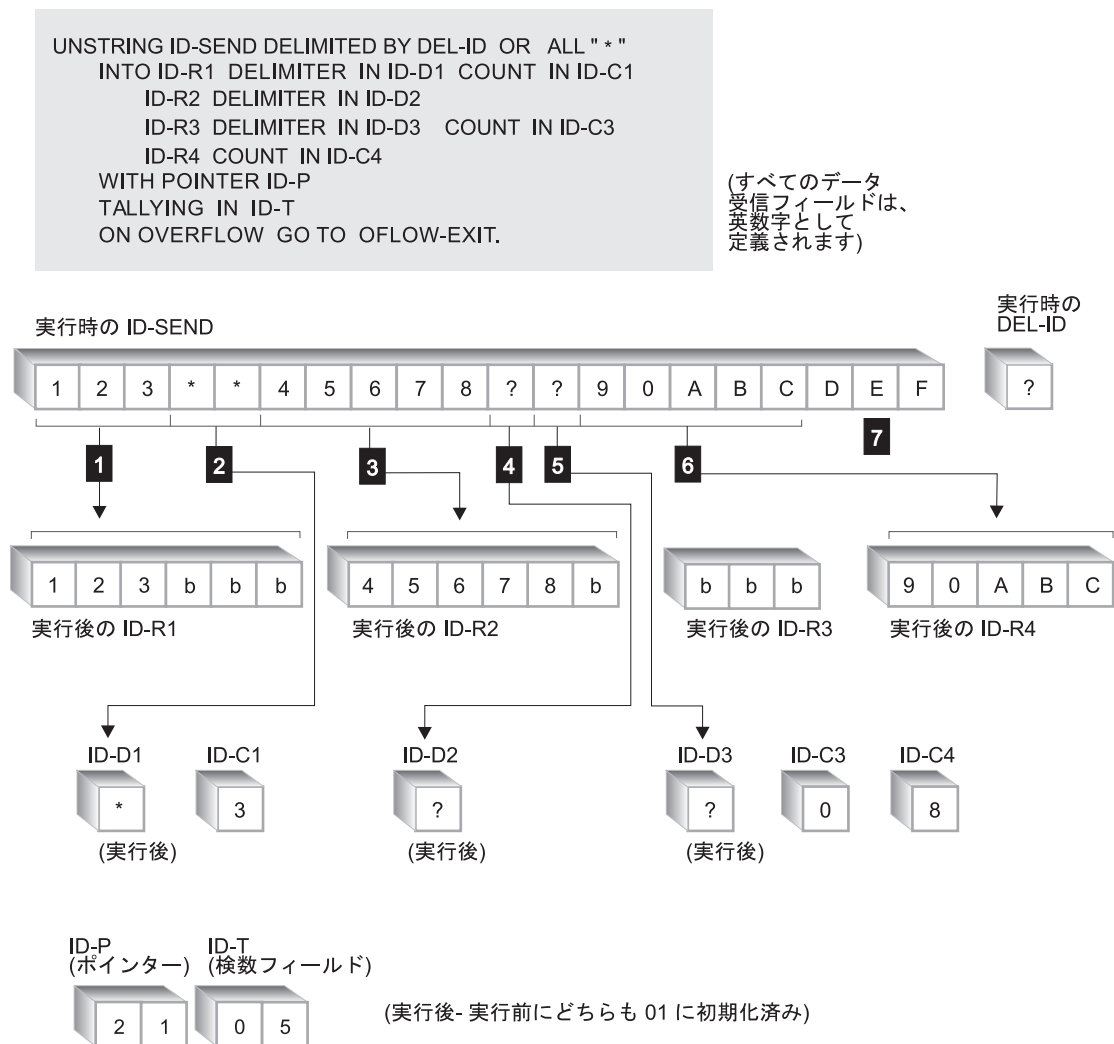 UNSTRING ID-SEND DELIMITED BY DEL-ID OR ALL " * "
INTO ID-R1 DELIMITER IN ID-D1 COUNT IN ID-C1
ID-R2 DELIMITER IN ID-D2
ID-R3 DELIMITER IN ID-D3 COUNT IN ID-C3
ID-R4 COUNT IN ID-C4
WITH POINTER ID-P
TALLYING IN ID-T
ON OVERFLOW GO TO OFLOW-EXIT.
(すべてのデータ
受信フィールドは、
英数字として
定義されます)
実行時の ID-SEND
実行時の
DEL-ID
1 2 3 * * 4 5 6 7 8 ? ? 9 0 A B C D E F
?
1 2 3 4 5 6 7
1 2 3 b b b
4 5 6 7 8 b
b b b
9 0 A B C
実行後の ID-R1
実行後の ID-R2
実行後の ID-R3
実行後の ID-R4
ID-D1 ID-C1 ID-D2 ID-D3 ID-C3 ID-C4
* 3 ? ? 0 8
(実行後)
(実行後)
(実行後)
ID-P
(ポインター)
ID-T
(検数フィールド)
2 1
0 5
(実行後- 実行前にどちらも 01 に初期化済み)